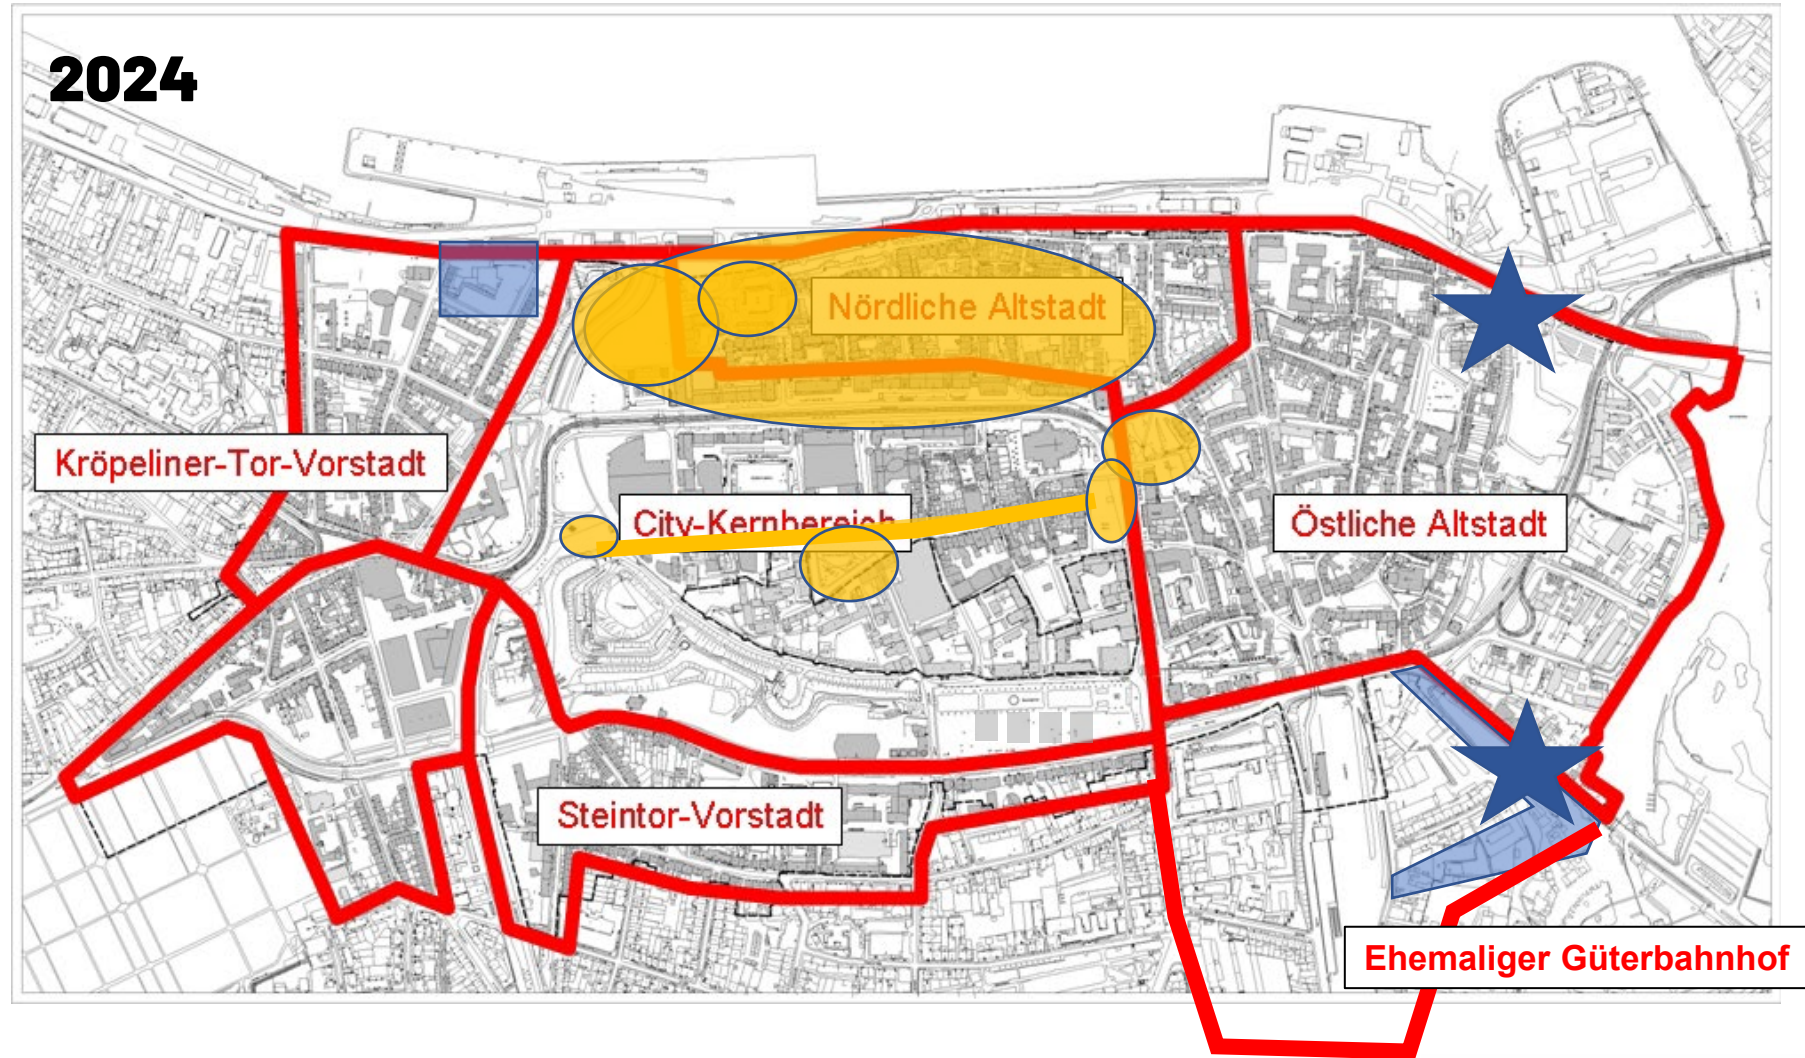 2024
Nördliche Altstadt
Kröpeliner-Tor-Vorstadt
City-Kernbereich
Östliche Altstadt
Steintor-Vorstadt
Ehemaliger Güterbahnhof